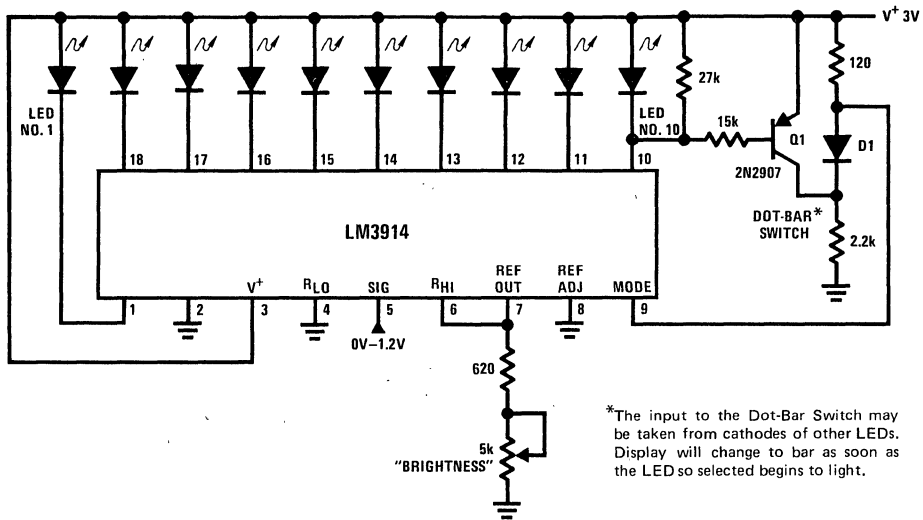 V+ 3V
27k
120
LED NO. 1
LED NO. 10
15k
Q1
D1
2N2907
18 17 16 15 14 13 12 11 10
DOT-BAR* SWITCH
2.2k
LM3914
V+ RLO SIG RHI REF OUT REF ADJ MODE
1 2 3 4 5 6 7 8 9
0V–1.2V
620
5k
"BRIGHTNESS"
*The input to the Dot-Bar Switch may
be taken from cathodes of other LEDs.
Display will change to bar as soon as
the LED so selected begins to light.